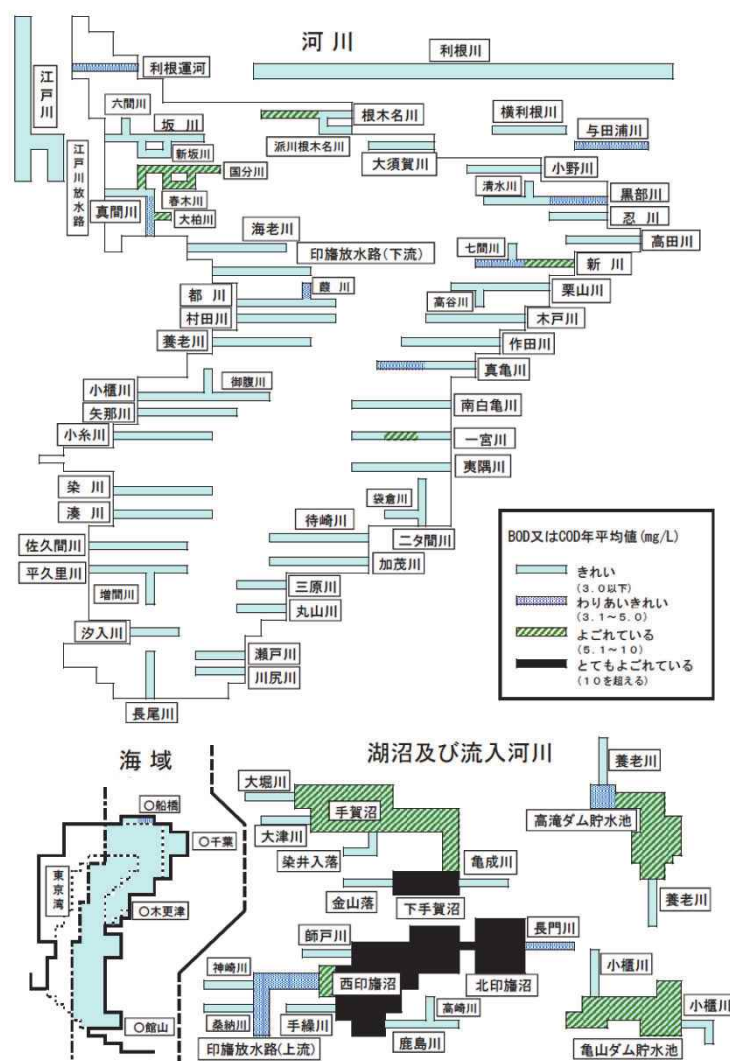 河川
利根川
江戸川
利根運河
六間川
坂川
根木名川
横利根川
与田浦川
新坂川
派川根木名川
江戸川放水路
国分川
大須賀川
小野川
清水川
春木川
黒部川
真間川
大柏川
忍川
海老川
七間川
高田川
印旛放水路(下流)
新川
葭川
都川
栗山川
高谷川
村田川
木戸川
養老川
作田川
真亀川
御腹川
小櫃川
南白亀川
矢那川
小糸川
一宮川
夷隅川
染川
袋倉川
湊川
待崎川
二タ間川
佐久間川
加茂川
平久里川
三原川
増間川
丸山川
汐入川
瀬戸川
川尻川
長尾川
BOD又はCOD年平均値(mg/L)
きれい
(3.0以下)
わりあいきれい
(3.1~5.0)
よごれている
(5.1~10)
とてもよごれている
(10を超える)
海域
○船橋
○千葉
東京湾
○木更津
○館山
湖沼及び流入河川
大堀川
手賀沼
大津川
染井入落
亀成川
金山落
下手賀沼
養老川
高滝ダム貯水池
養老川
師戸川
長門川
神崎川
西印旛沼
北印旛沼
桑納川
手繰川
高崎川
印旛放水路(上流)
鹿島川
小櫃川
小櫃川
亀山ダム貯水池